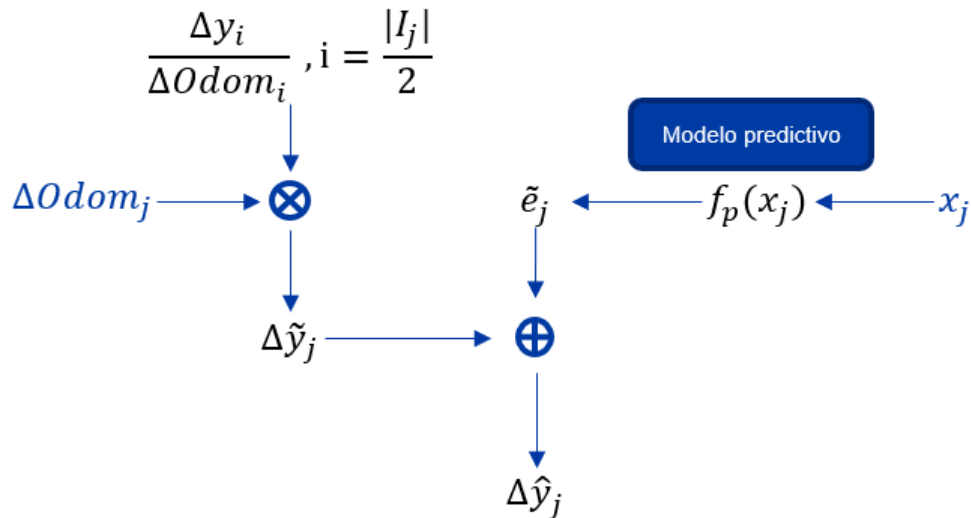 Δy_i / ΔOdom_i , i = |I_j| / 2
Modelo predictivo
ΔOdom_j ⊗ ẽ_j f_p(x_j) x_j
Δỹ_j ⊕
Δŷ_j